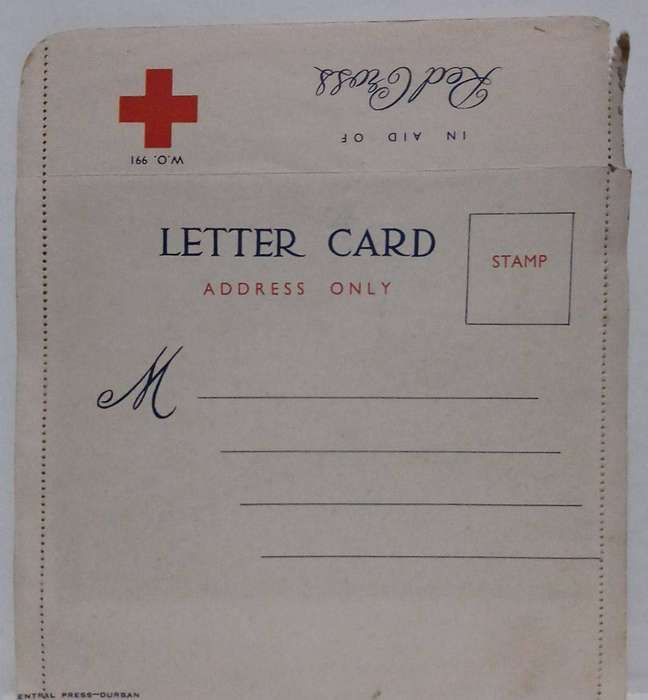 IN AID OF
Red Cross
W.O. 991
LETTER CARD
ADDRESS ONLY
STAMP
M
ENTRAL PRESS—DURBAN